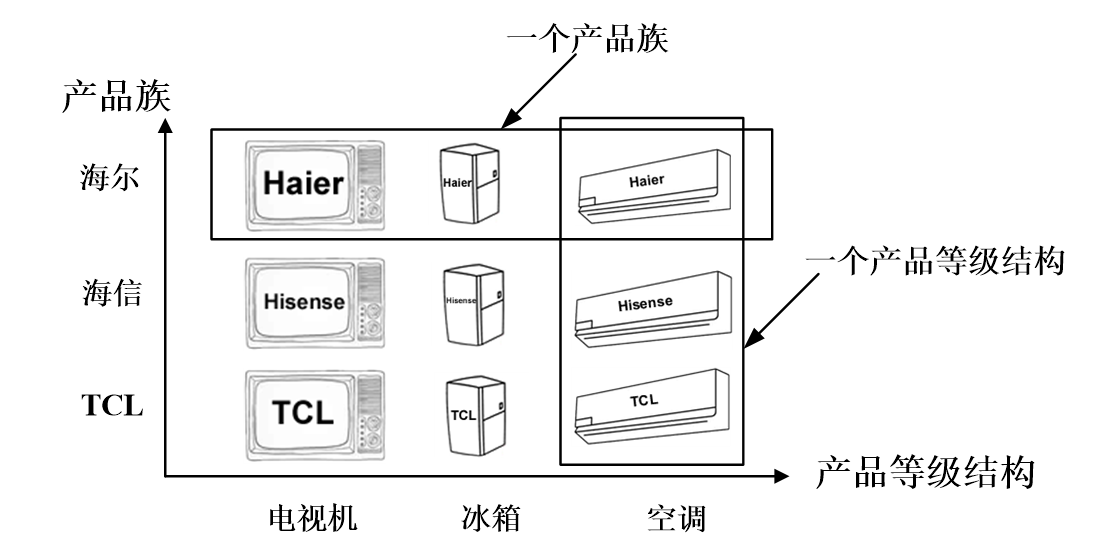 一个产品族
产品族
海尔
Haier
Haier
Haier
一个产品等级结构
海信
Hisense
Hisense
Hisense
TCL
TCL
TCL
TCL
产品等级结构
电视机
冰箱
空调